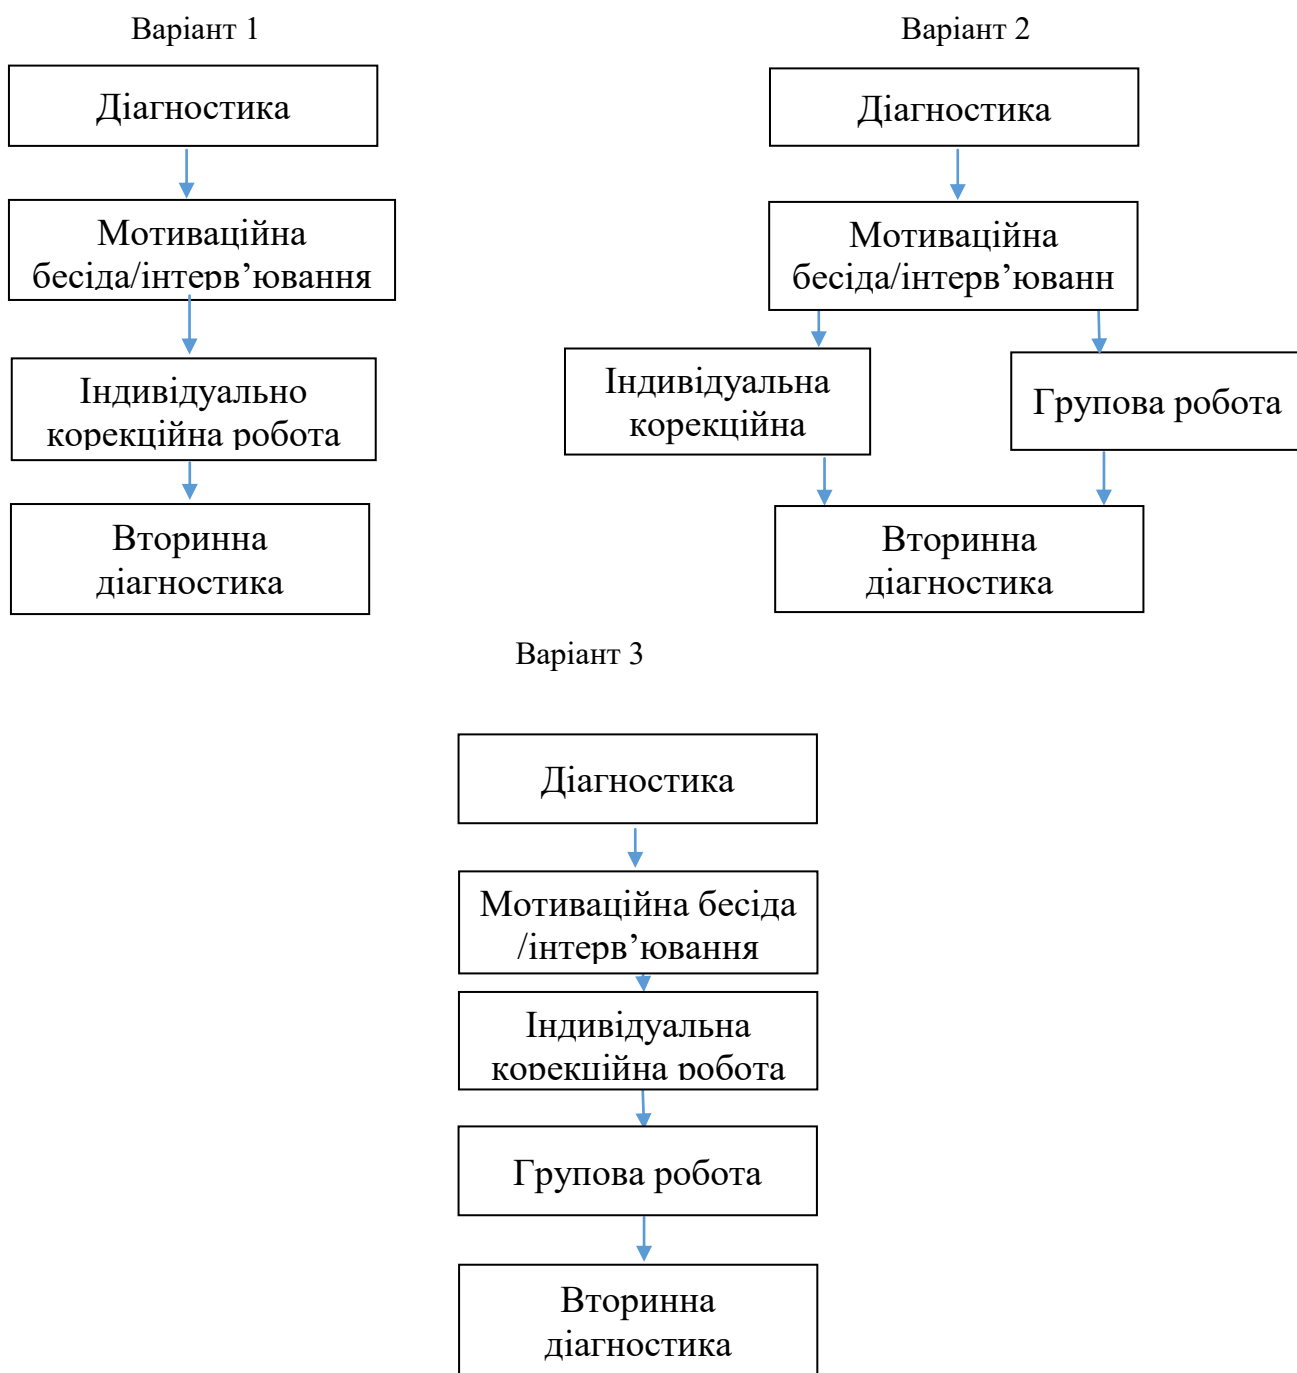 Варіант 1
Діагностика
Мотиваційна
бесіда/інтерв’ювання
Індивідуально
корекційна робота
Вторинна
діагностика
Варіант 2
Діагностика
Мотиваційна
бесіда/інтерв’юванн
Індивідуальна
корекційна
Групова робота
Вторинна
діагностика
Варіант 3
Діагностика
Мотиваційна бесіда
/інтерв’ювання
Індивідуальна
корекційна робота
Групова робота
Вторинна
діагностика